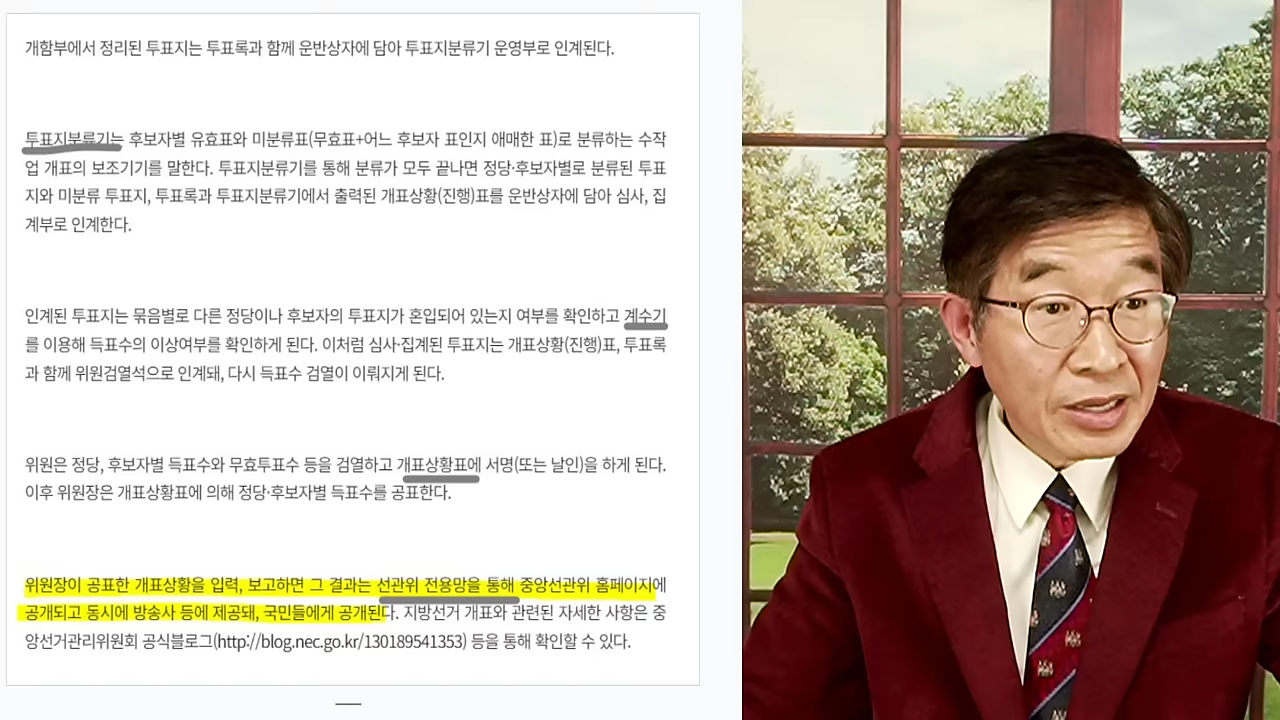 개함부에서 정리된 투표지는 투표록과 함께 운반상자에 담아 투표지분류기 운영부로 인계된다.
투표지분류기는 후보자별 유효표와 미분류표(무효표+어느 후보자 표인지 애매한 표)로 분류하는 수작
업 개표의 보조기기를 말한다. 투표지분류기를 통해 분류가 모두 끝나면 정당·후보자별로 분류된 투표
지와 미분류 투표지, 투표록과 투표지분류기에서 출력된 개표상황(진행)표를 운반상자에 담아 심사, 집
계부로 인계한다.
인계된 투표지는 묶음별로 다른 정당이나 후보자의 투표지가 혼입되어 있는지 여부를 확인하고 계수기
를 이용해 득표수의 이상여부를 확인하게 된다. 이처럼 심사·집계된 투표지는 개표상황(진행)표, 투표록
과 함께 위원검열석으로 인계돼, 다시 득표수 검열이 이뤄지게 된다.
위원은 정당, 후보자별 득표수와 무효투표수 등을 검열하고 개표상황표에 서명(또는 날인)을 하게 된다.
이후 위원장은 개표상황표에 의해 정당·후보자별 득표수를 공표한다.
위원장이 공표한 개표상황을 입력, 보고하면 그 결과는 선관위 전용망을 통해 중앙선관위 홈페이지에
공개되고 동시에 방송사 등에 제공돼, 국민들에게 공개된다. 지방선거 개표와 관련된 자세한 사항은 중
앙선거관리위원회 공식블로그(http://blog.nec.go.kr/130189541353) 등을 통해 확인할 수 있다.